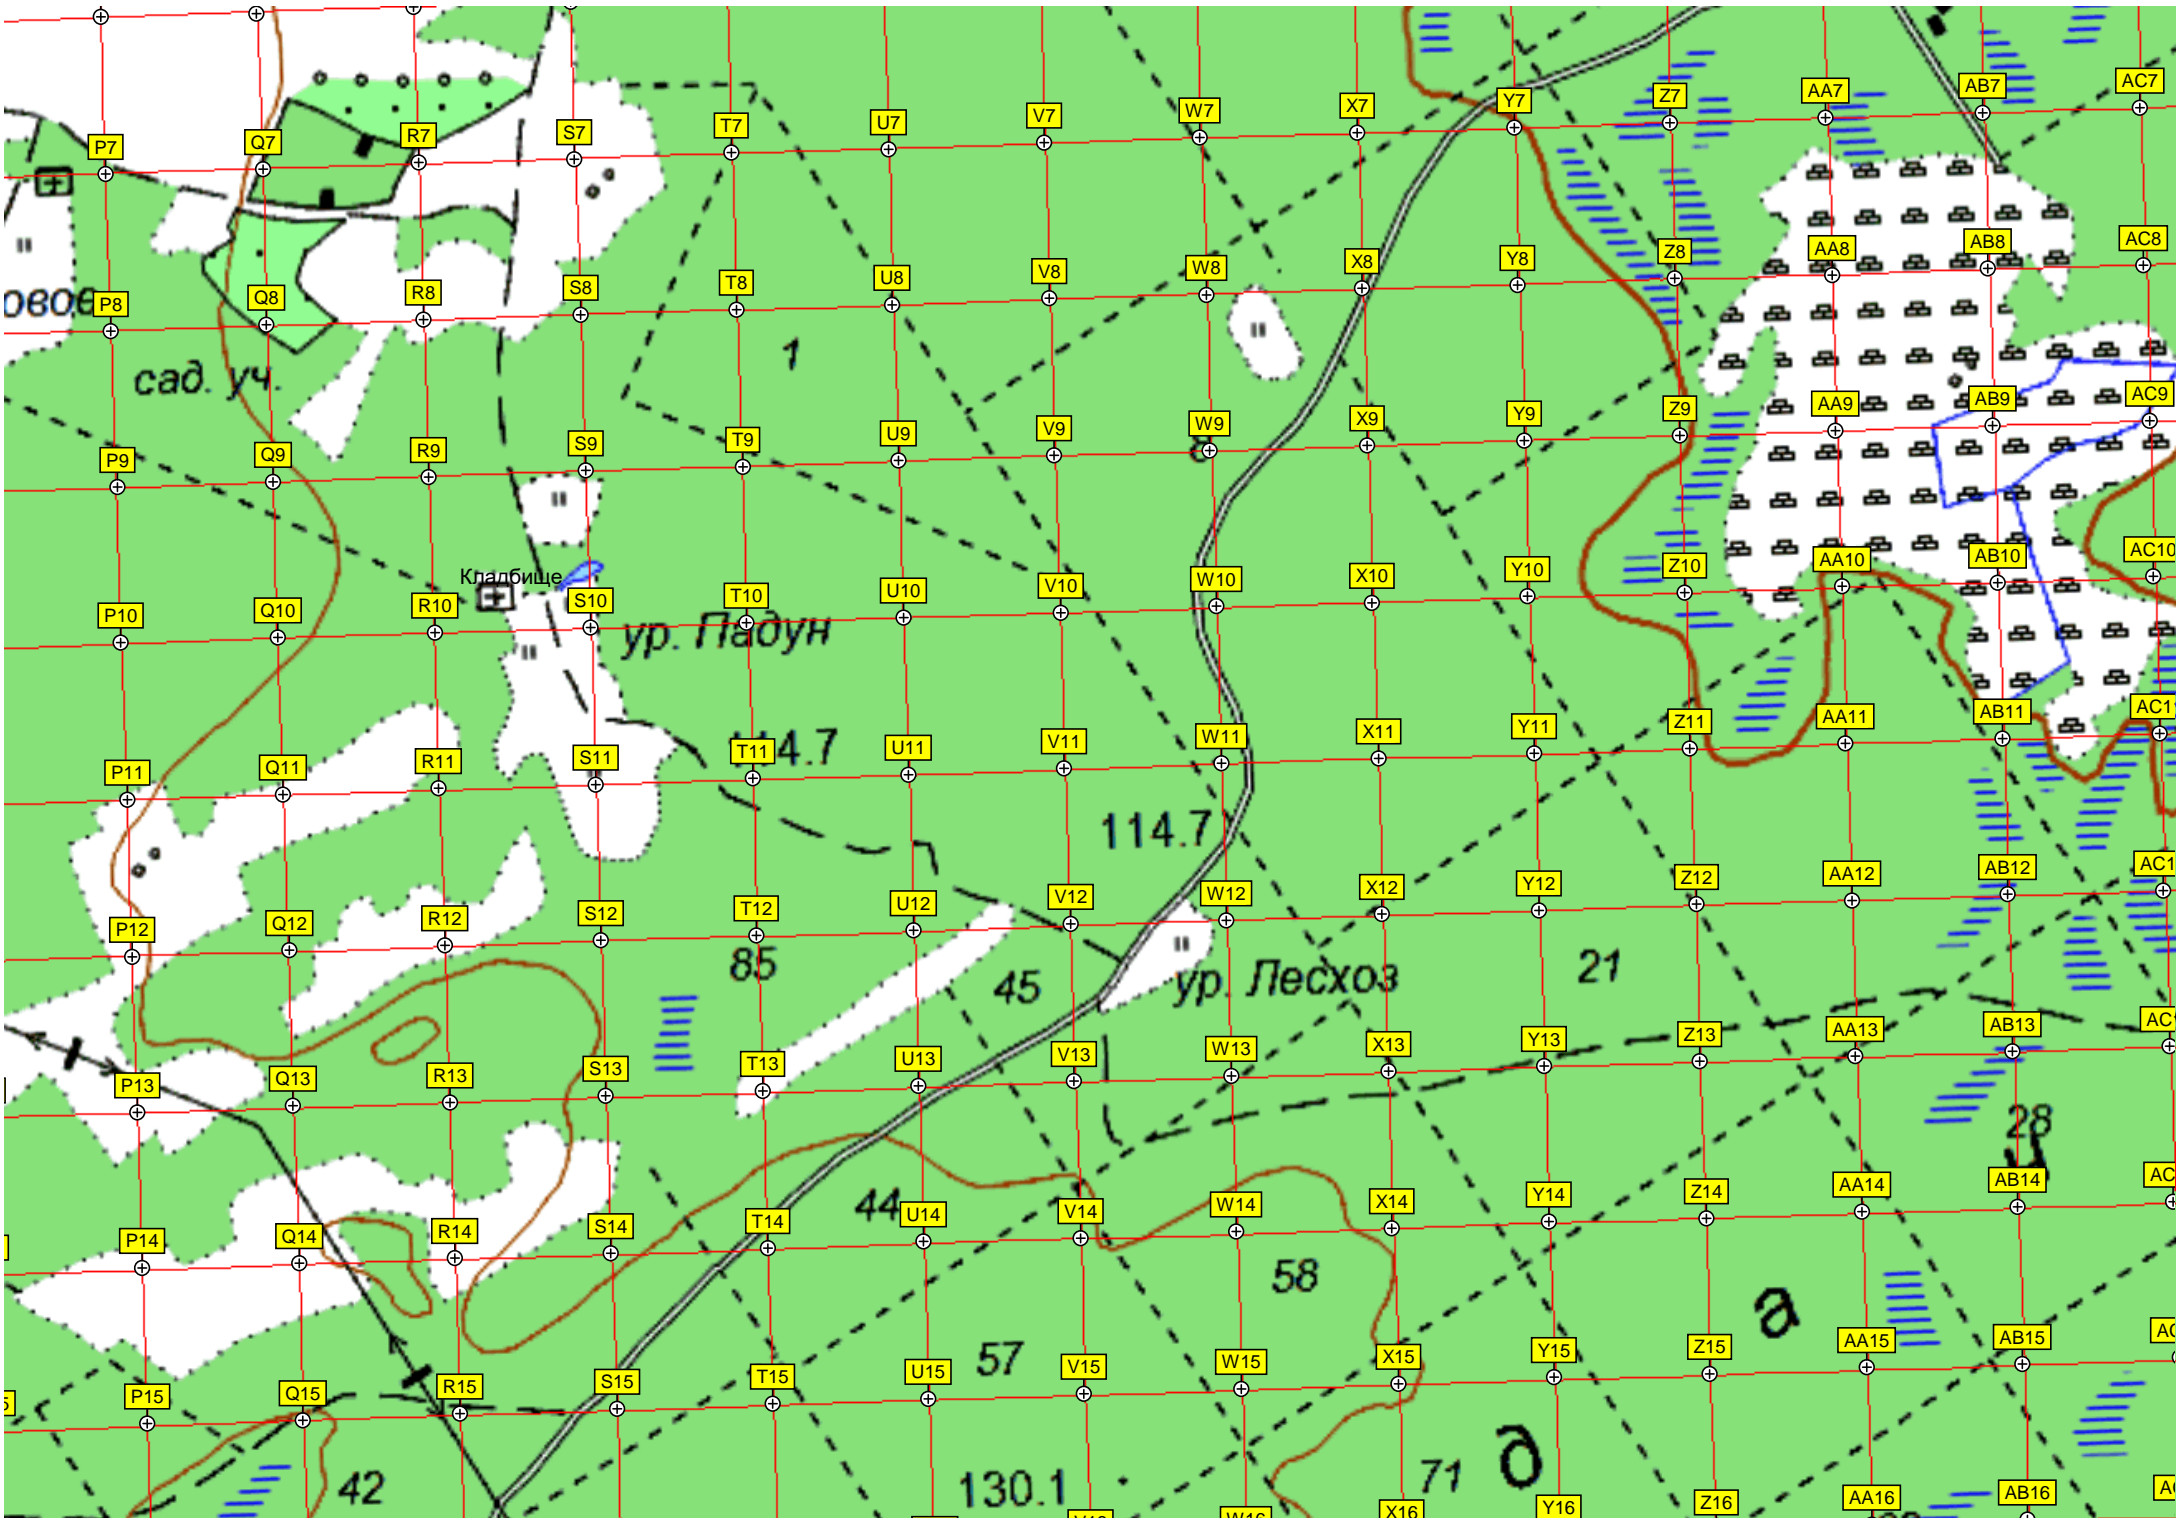 P7 Q7 R7 S7 T7 U7 V7 W7 X7 Y7 Z7 AA7 AB7 AC7
P8 Q8 R8 S8 T8 U8 V8 W8 X8 Y8 Z8 AA8 AB8 AC8
овое
1
сад. уч.
P9 Q9 R9 S9 T9 U9 V9 W9 X9 Y9 Z9 AA9 AB9 AC9
Кладбище
P10 Q10 R10 S10 T10 U10 V10 W10 X10 Y10 Z10 AA10 AB10 AC10
ур. Падун
P11 Q11 R11 S11 T11 U11 V11 W11 X11 Y11 Z11 AA11 AB11 AC11
114.7
114.7
P12 Q12 R12 S12 T12 U12 V12 W12 X12 Y12 Z12 AA12 AB12 AC1
85
45
ур. Лесхоз
21
P13 Q13 R13 S13 T13 U13 V13 W13 X13 Y13 Z13 AA13 AB13 AC
28
P14 Q14 R14 S14 T14 U14 V14 W14 X14 Y14 Z14 AA14 AB14 AC
44
58
а
P15 Q15 R15 S15 T15 U15 V15 W15 X15 Y15 Z15 AA15 AB15
57
42
130.1
71
д
X16 Y16 Z16 AA16 AB16